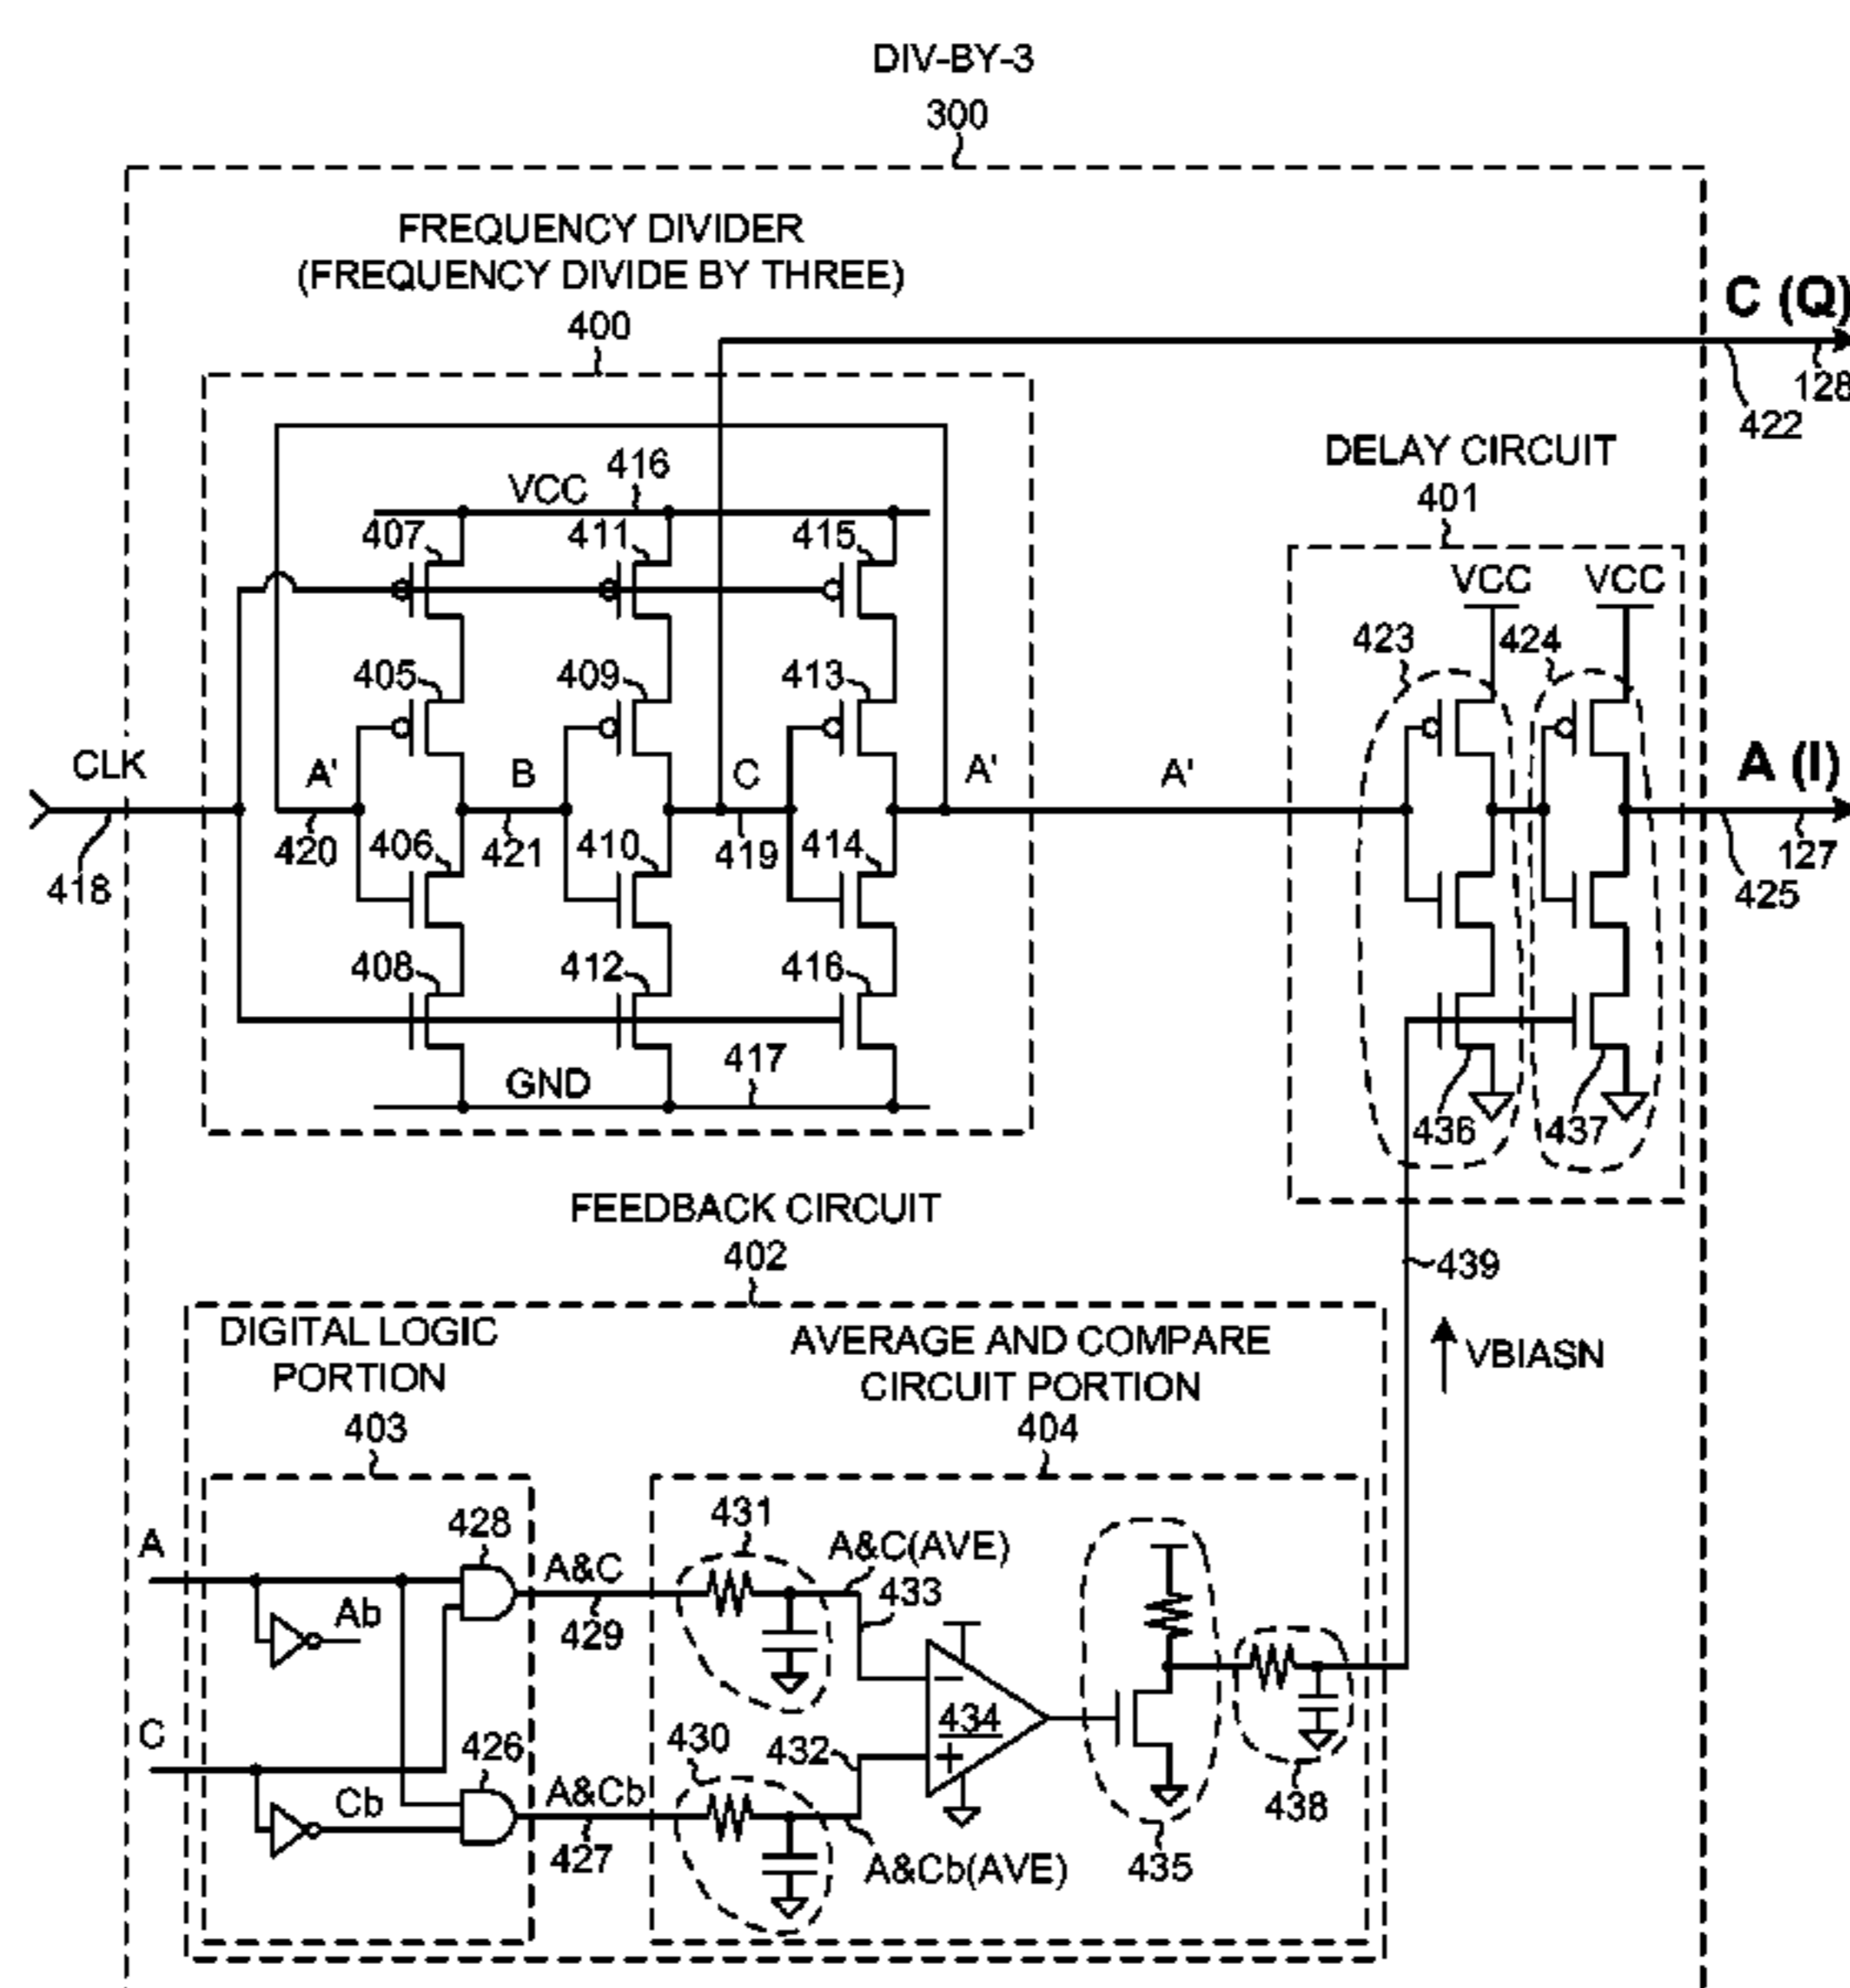 DIV-BY-3
300
FREQUENCY DIVIDER
(FREQUENCY DIVIDE BY THREE)
400
C (Q)
128
422
DELAY CIRCUIT
401
VCC
416
407
411
415
VCC
VCC
423
424
405
409
413
CLK
A'
B
C
A'
A'
A (I)
418
420
406
421
410
419
414
425
127
408
412
416
417
GND
436
437
FEEDBACK CIRCUIT
402
439
DIGITAL LOGIC
PORTION
403
AVERAGE AND COMPARE
CIRCUIT PORTION
404
VBIASN
A
428
A&C
429
431
A&C(AVE)
433
Ab
434
−
+
C
426
Cb
A&Cb
427
430
432
A&Cb(AVE)
435
438